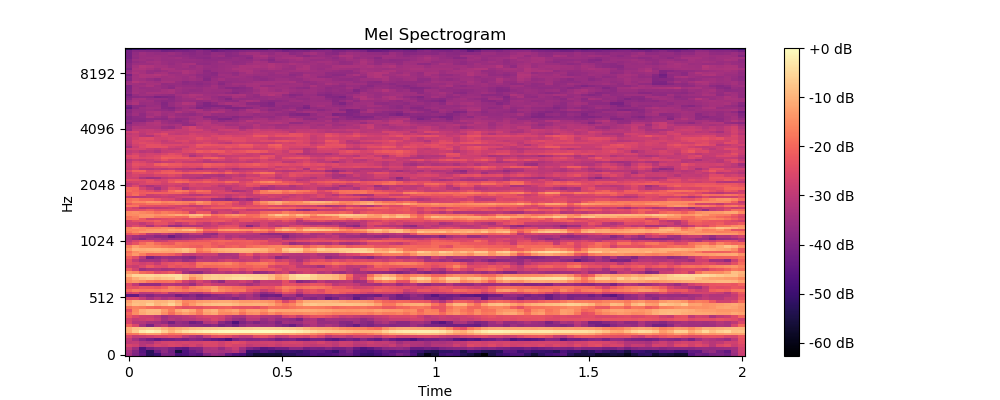 Mel Spectrogram
Hz
8192
4096
2048
1024
512
0
0
0.5
1
1.5
2
Time
+0 dB
-10 dB
-20 dB
-30 dB
-40 dB
-50 dB
-60 dB